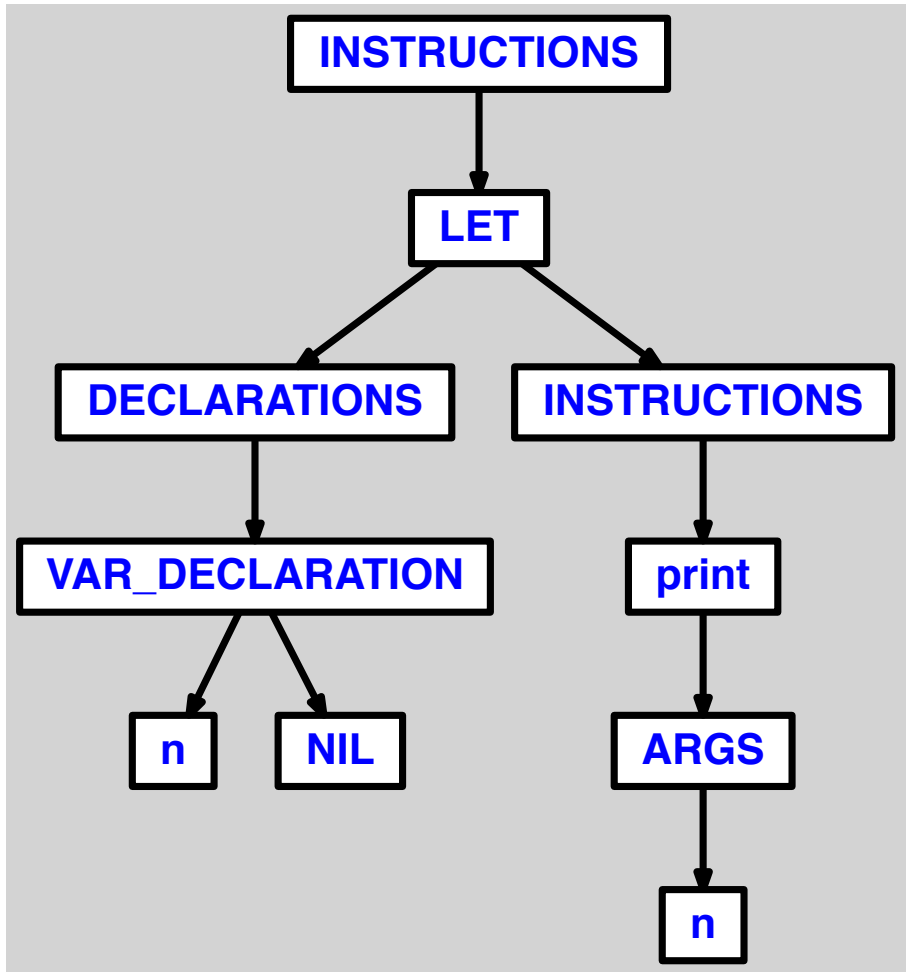 INSTRUCTIONS
LET
DECLARATIONS
INSTRUCTIONS
VAR_DECLARATION
print
n
NIL
ARGS
n